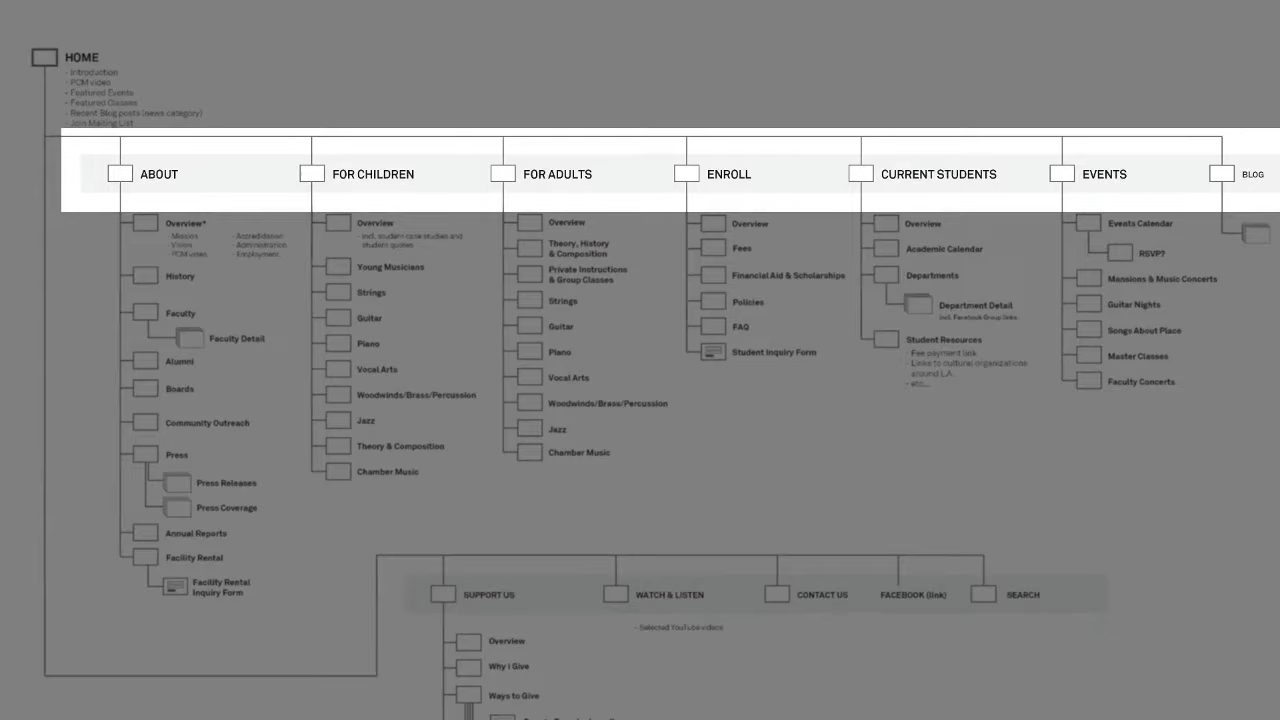 HOME
- Introduction
- PCM video
- Featured Events
- Featured Classes
- Recent Blog posts (news category)
- Join Mailing List
ABOUT
FOR CHILDREN
FOR ADULTS
ENROLL
CURRENT STUDENTS
EVENTS
BLOG
Overview*
- Mission
- Vision
- PCM video
- Accreditation
- Administration
- Employment
History
Faculty
Faculty Detail
Alumni
Boards
Community Outreach
Press
Press Releases
Press Coverage
Annual Reports
Facility Rental
Facility Rental
Inquiry Form
Overview
- incl. student case studies and
student quotes
Young Musicians
Strings
Guitar
Piano
Vocal Arts
Woodwinds/Brass/Percussion
Jazz
Theory & Composition
Chamber Music
Overview
Theory, History
& Composition
Private Instructions
& Group Classes
Strings
Guitar
Piano
Vocal Arts
Woodwinds/Brass/Percussion
Jazz
Chamber Music
Overview
Fees
Financial Aid & Scholarships
Policies
FAQ
Student Inquiry Form
Overview
Academic Calendar
Departments
Department Detail
incl. Facebook Group links
Student Resources
- Fee payment link
- Links to cultural organizations
around L.A.
- etc...
Events Calendar
RSVP?
Mansions & Music Concerts
Guitar Nights
Songs About Place
Master Classes
Faculty Concerts
SUPPORT US
WATCH & LISTEN
CONTACT US
FACEBOOK (link)
SEARCH
- Selected YouTube videos
Overview
Why I Give
Ways to Give